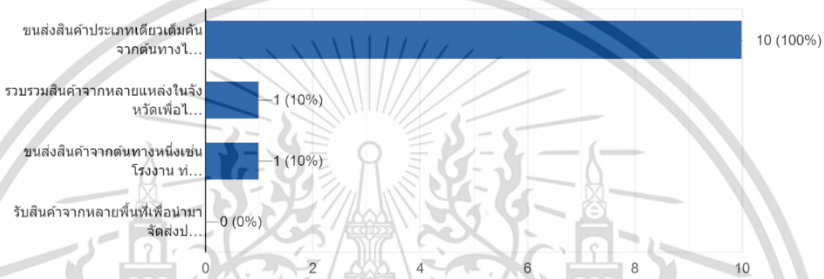 ขนส่งสินค้าประเภทเดียวเต็มคัน
จากต้นทางไ...
10 (100%)
รวบรวมสินค้าจากหลายแหล่งในจัง
หวัดเพื่อไ...
1 (10%)
ขนส่งสินค้าจากต้นทางหนึ่งเช่น
โรงงาน ท่...
1 (10%)
รับสินค้าจากหลายพื้นที่เพื่อนำมา
จัดส่งป...
0 (0%)
0 2 4 6 8 10